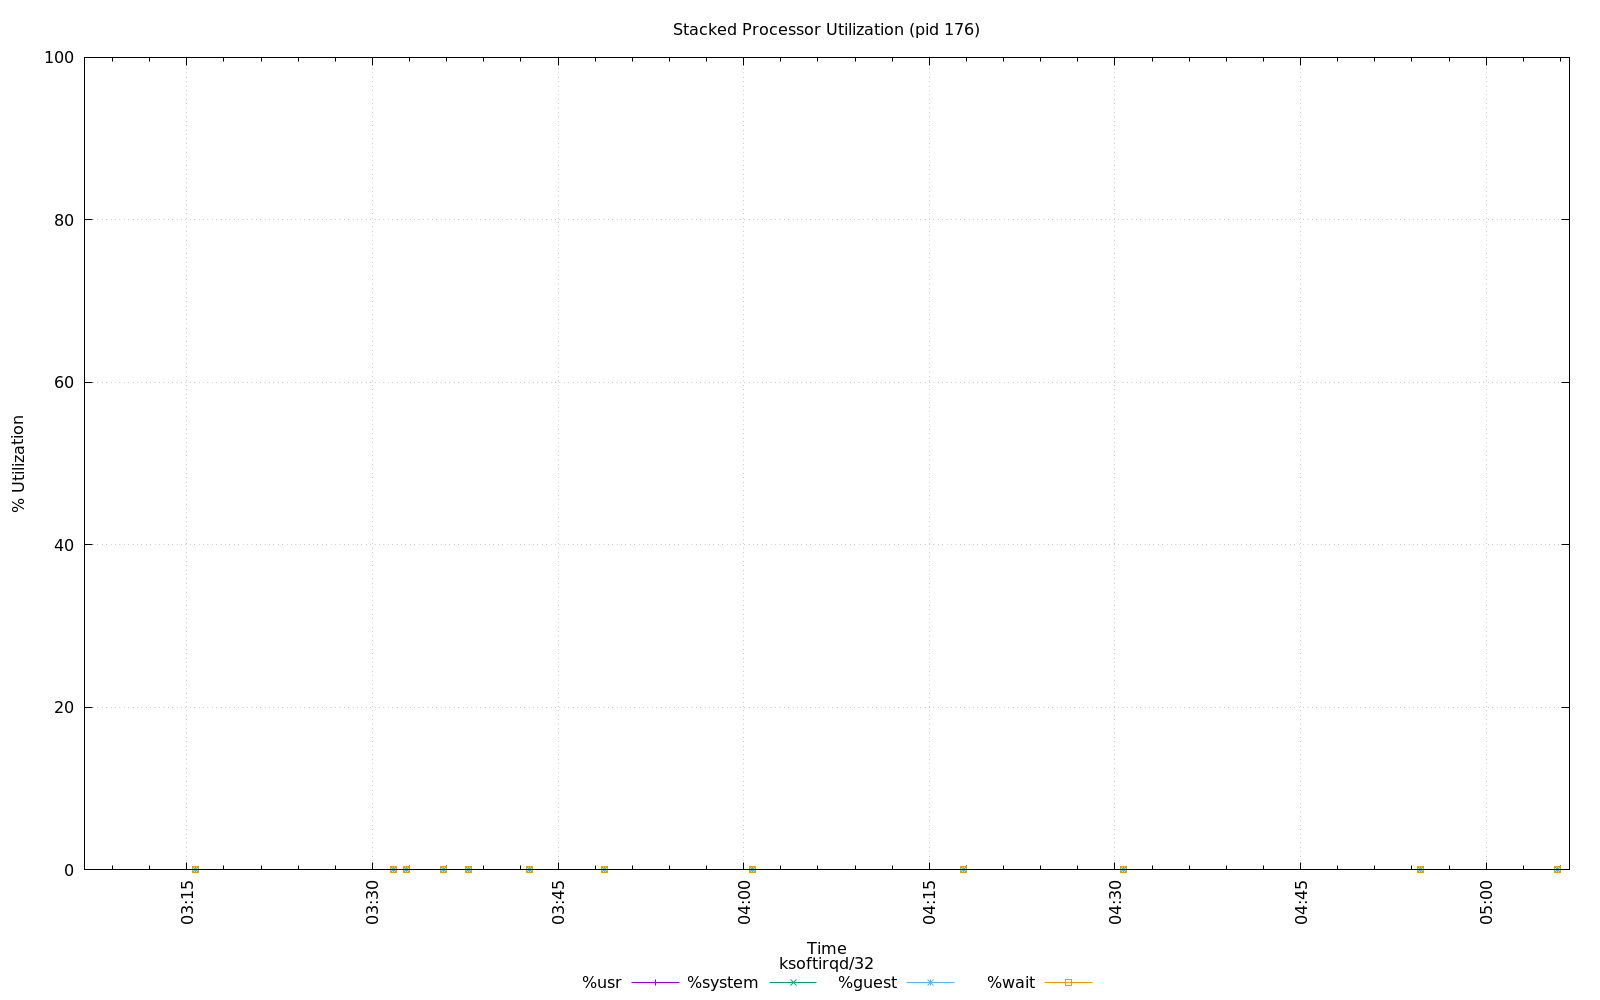 Stacked Processor Utilization (pid 176)
100
80
60
40
20
0
% Utilization
03:15
03:30
03:45
04:00
04:15
04:30
04:45
05:00
Time
ksoftirqd/32
%usr %system %guest %wait